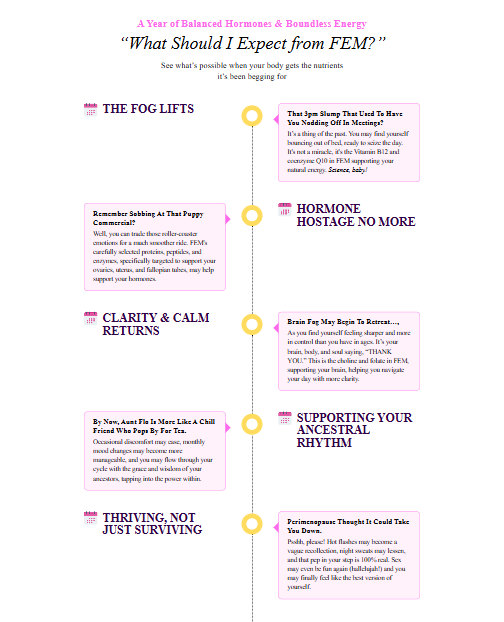 A Year of Balanced Hormones & Boundless Energy
“What Should I Expect from FEM?”
See what’s possible when your body gets the nutrients
it’s been begging for
THE FOG LIFTS
That 3pm Slump That Used To Have
You Nodding Off In Meetings?
It’s a thing of the past. You may find yourself
bouncing out of bed, ready to seize the day.
It's not a miracle, it's the Vitamin B12 and
coenzyme Q10 in FEM supporting your
natural energy. Science, baby!
HORMONE
HOSTAGE NO MORE
Remember Sobbing At That Puppy
Commercial?
Well, you can trade those roller-coaster
emotions for a much smoother ride. FEM's
carefully selected proteins, peptides, and
enzymes, specifically targeted to support your
ovaries, uterus, and fallopian tubes, may help
support your hormones.
CLARITY & CALM
RETURNS
Brain Fog May Begin To Retreat...,
As you find yourself feeling sharper and more
in control than you have in ages. It’s your
brain, body, and soul saying, “THANK
YOU.” This is the choline and folate in FEM,
supporting your brain, helping you navigate
your day with more clarity.
SUPPORTING YOUR
ANCESTRAL
RHYTHM
By Now, Aunt Flo Is More Like A Chill
Friend Who Pops By For Tea.
Occasional discomfort may ease, monthly
mood changes may become more
manageable, and you may flow through your
cycle with the grace and wisdom of your
ancestors, tapping into the power within.
THRIVING, NOT
JUST SURVIVING
Perimenopause Thought It Could Take
You Down.
Psshh, please! Hot flashes may become a
vague recollection, night sweats may lessen,
and that pep in your step is 100% real. Sex
may even be fun again (hallelujah!) and you
may finally feel like the best version of
yourself.